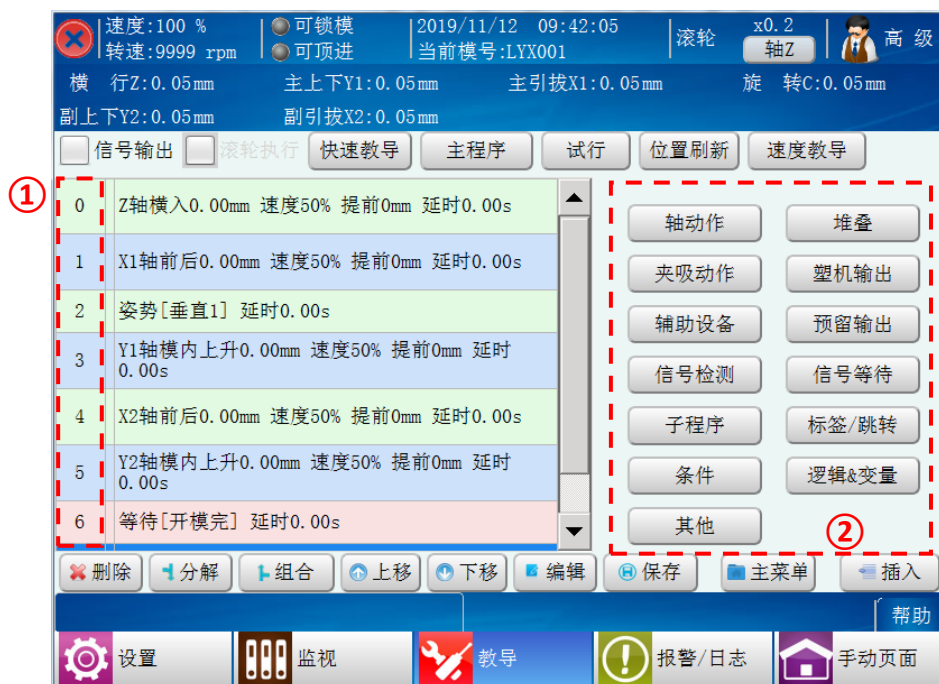 速度:100 % 可锁模 2019/11/12 09:42:05 滚轮 x0.2 高 级
转速:9999 rpm 可顶进 当前模号:LYX001 轴Z
横 行Z:0.05mm 主上下Y1:0.05mm 主引拔X1:0.05mm 旋 转C:0.05mm
副上下Y2:0.05mm 副引拔X2:0.05mm
信号输出 滚轮执行 快速教导 主程序 试行 位置刷新 速度教导
①
0 Z轴横入0.00mm 速度50% 提前0mm 延时0.00s
1 X1轴前后0.00mm 速度50% 提前0mm 延时0.00s
2 姿势[垂直1] 延时0.00s
3 Y1轴模内上升0.00mm 速度50% 提前0mm 延时
0.00s
4 X2轴前后0.00mm 速度50% 提前0mm 延时0.00s
5 Y2轴模内上升0.00mm 速度50% 提前0mm 延时
0.00s
6 等待[开模完] 延时0.00s
轴动作 堆叠
夹吸动作 塑机输出
辅助设备 预留输出
信号检测 信号等待
子程序 标签/跳转
条件 逻辑&变量
其他
②
删除 分解 组合 上移 下移 编辑 保存 主菜单 插入
帮助
设置 监视 教导 报警/日志 手动页面